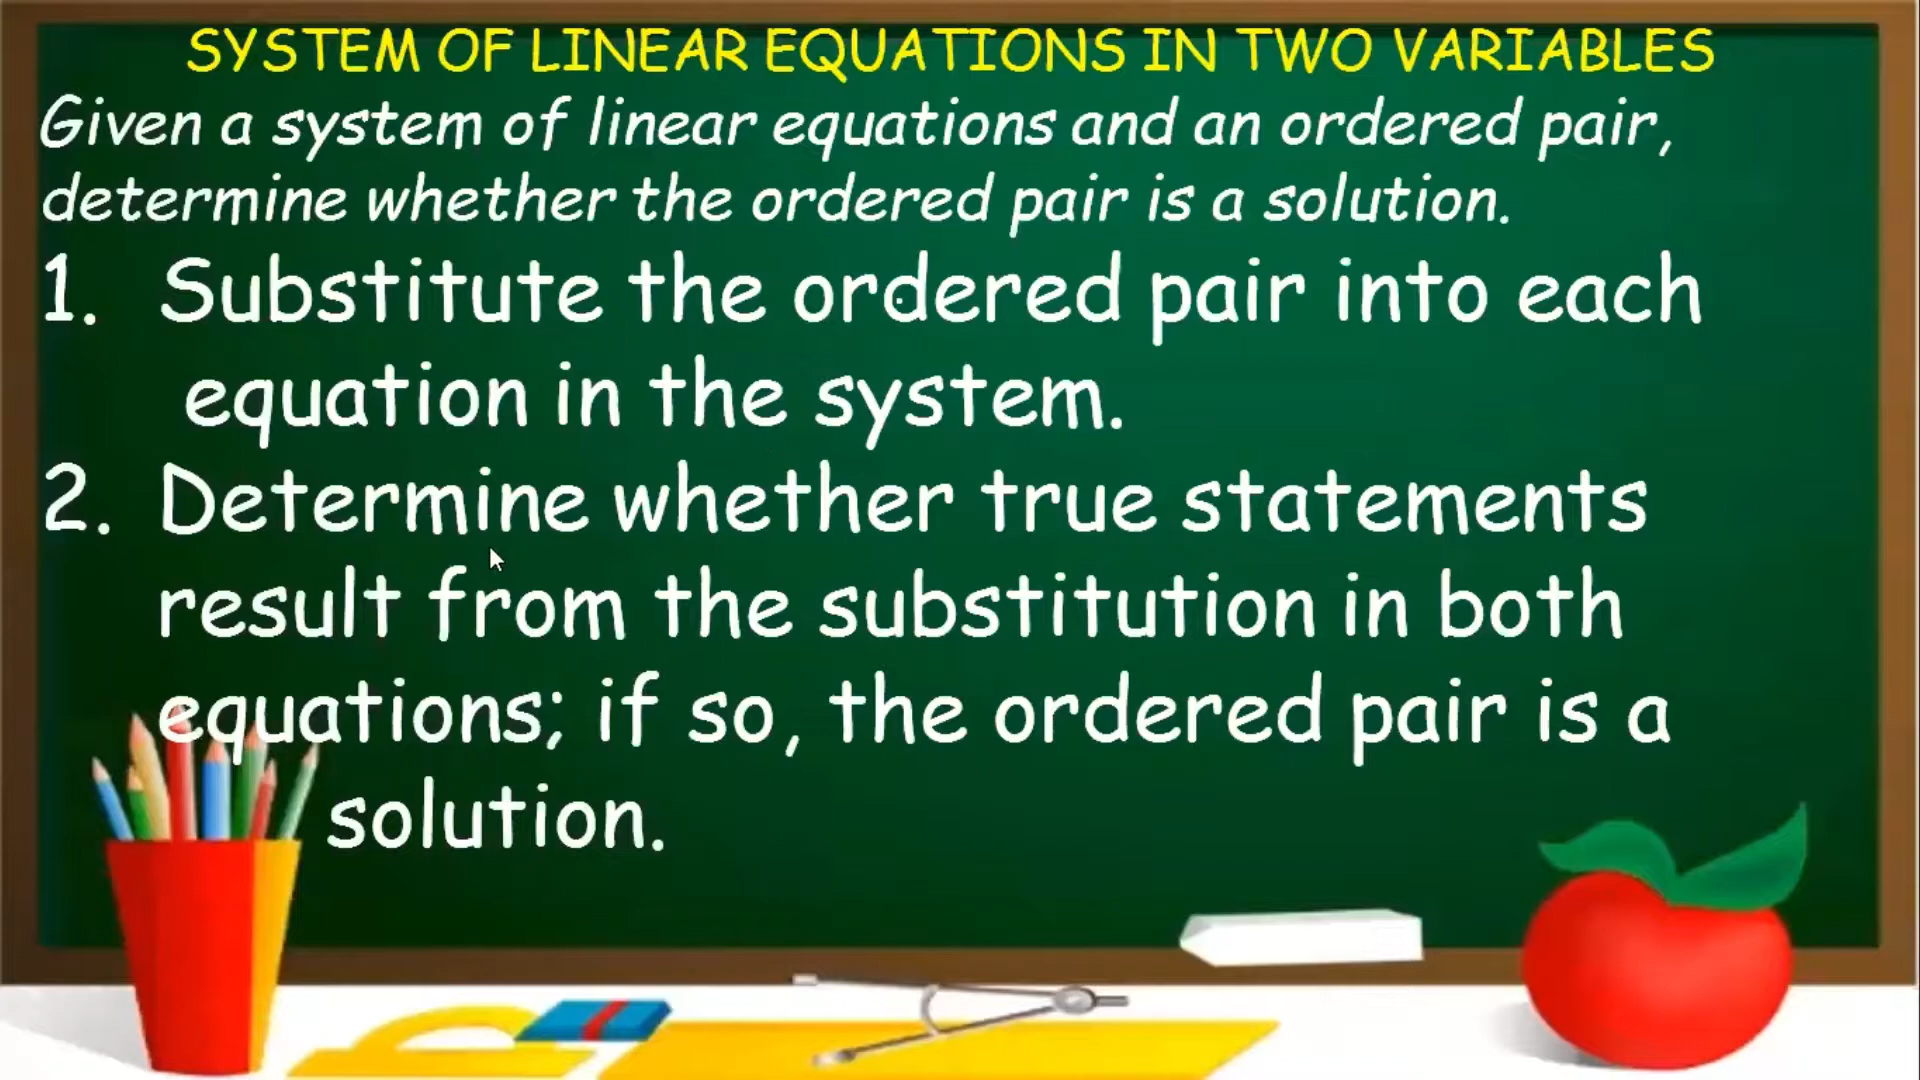 SYSTEM OF LINEAR EQUATIONS IN TWO VARIABLES
Given a system of linear equations and an ordered pair,
determine whether the ordered pair is a solution.
1. Substitute the ordered pair into each
equation in the system.
2. Determine whether true statements
result from the substitution in both
equations; if so, the ordered pair is a
solution.